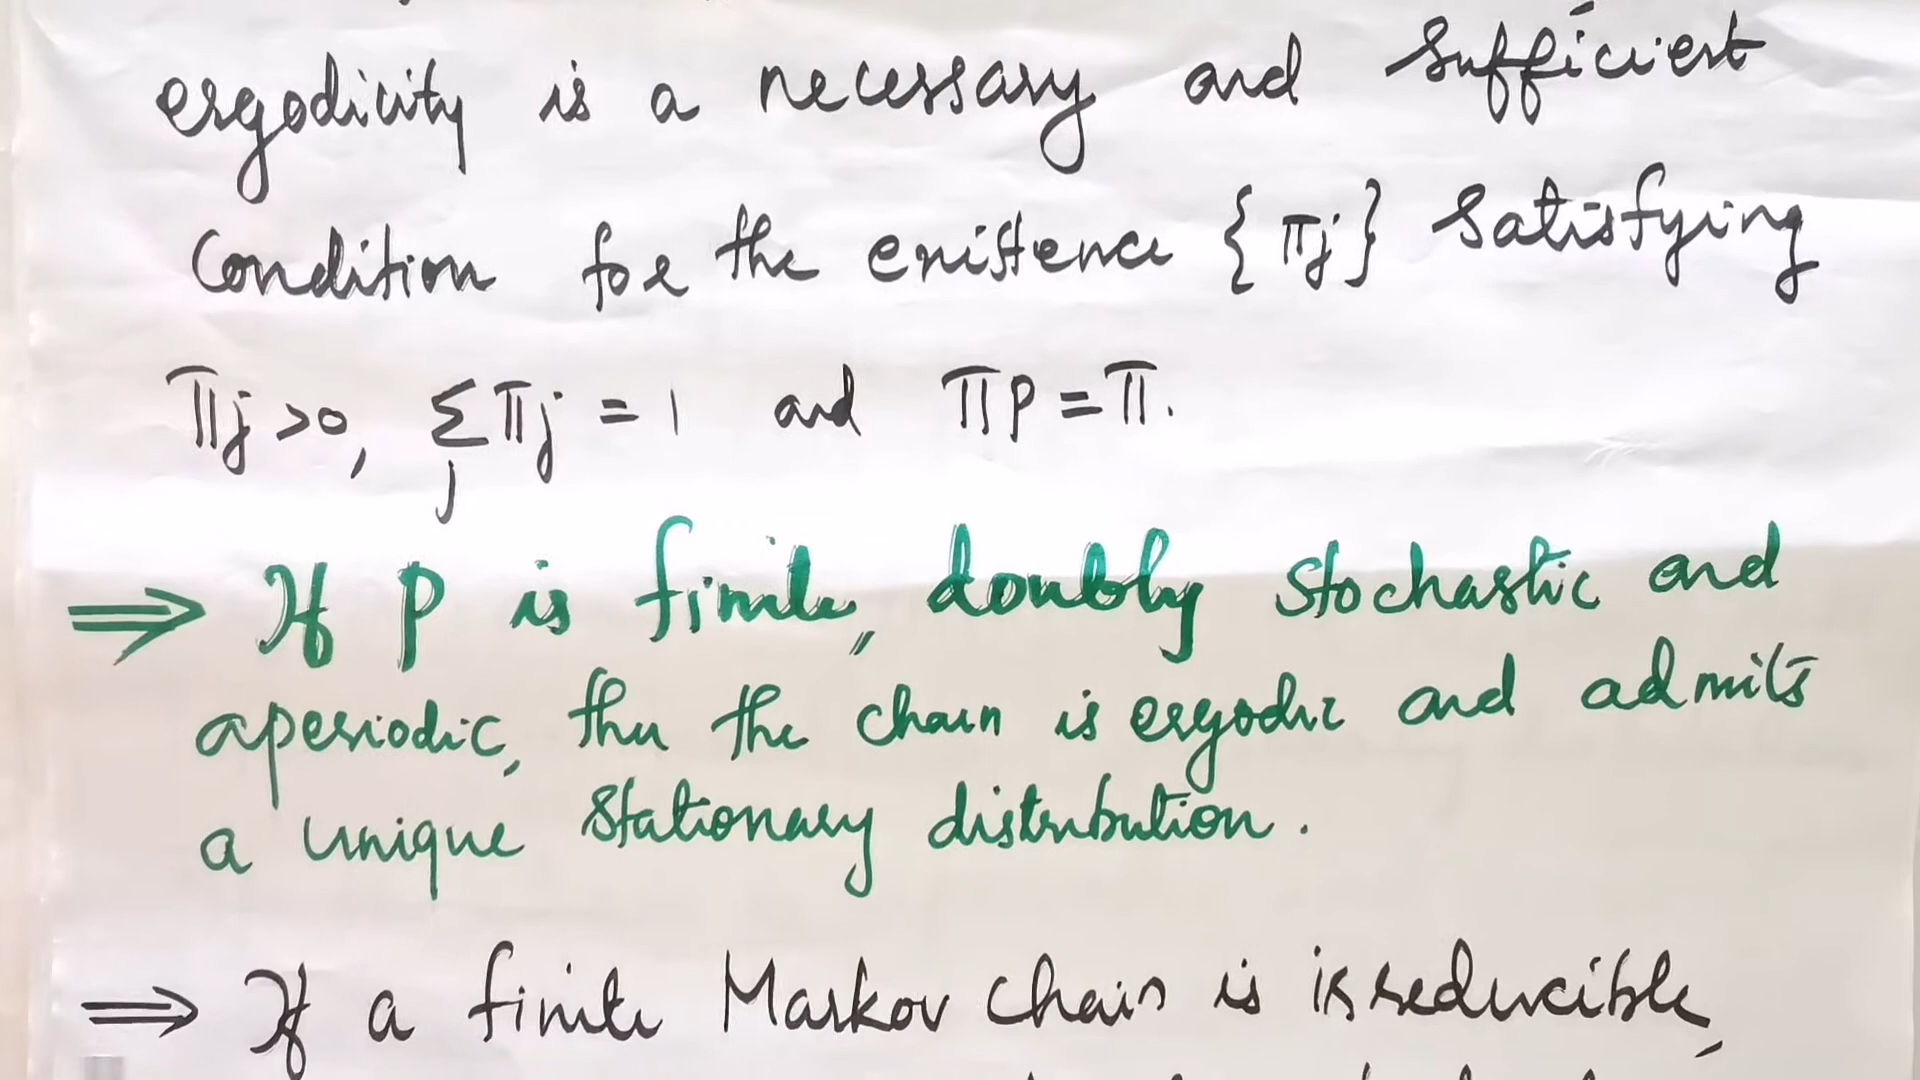 ergodicity is a necessary and sufficient
condition for the existence {πj} satisfying
πj >0, Σj πj = 1 and πP = π.
⇒ If P is finite, doubly stochastic and
aperiodic, then the chain is ergodic and admits
a unique stationary distribution.
⇒ If a finite Markov chain is irreducible,